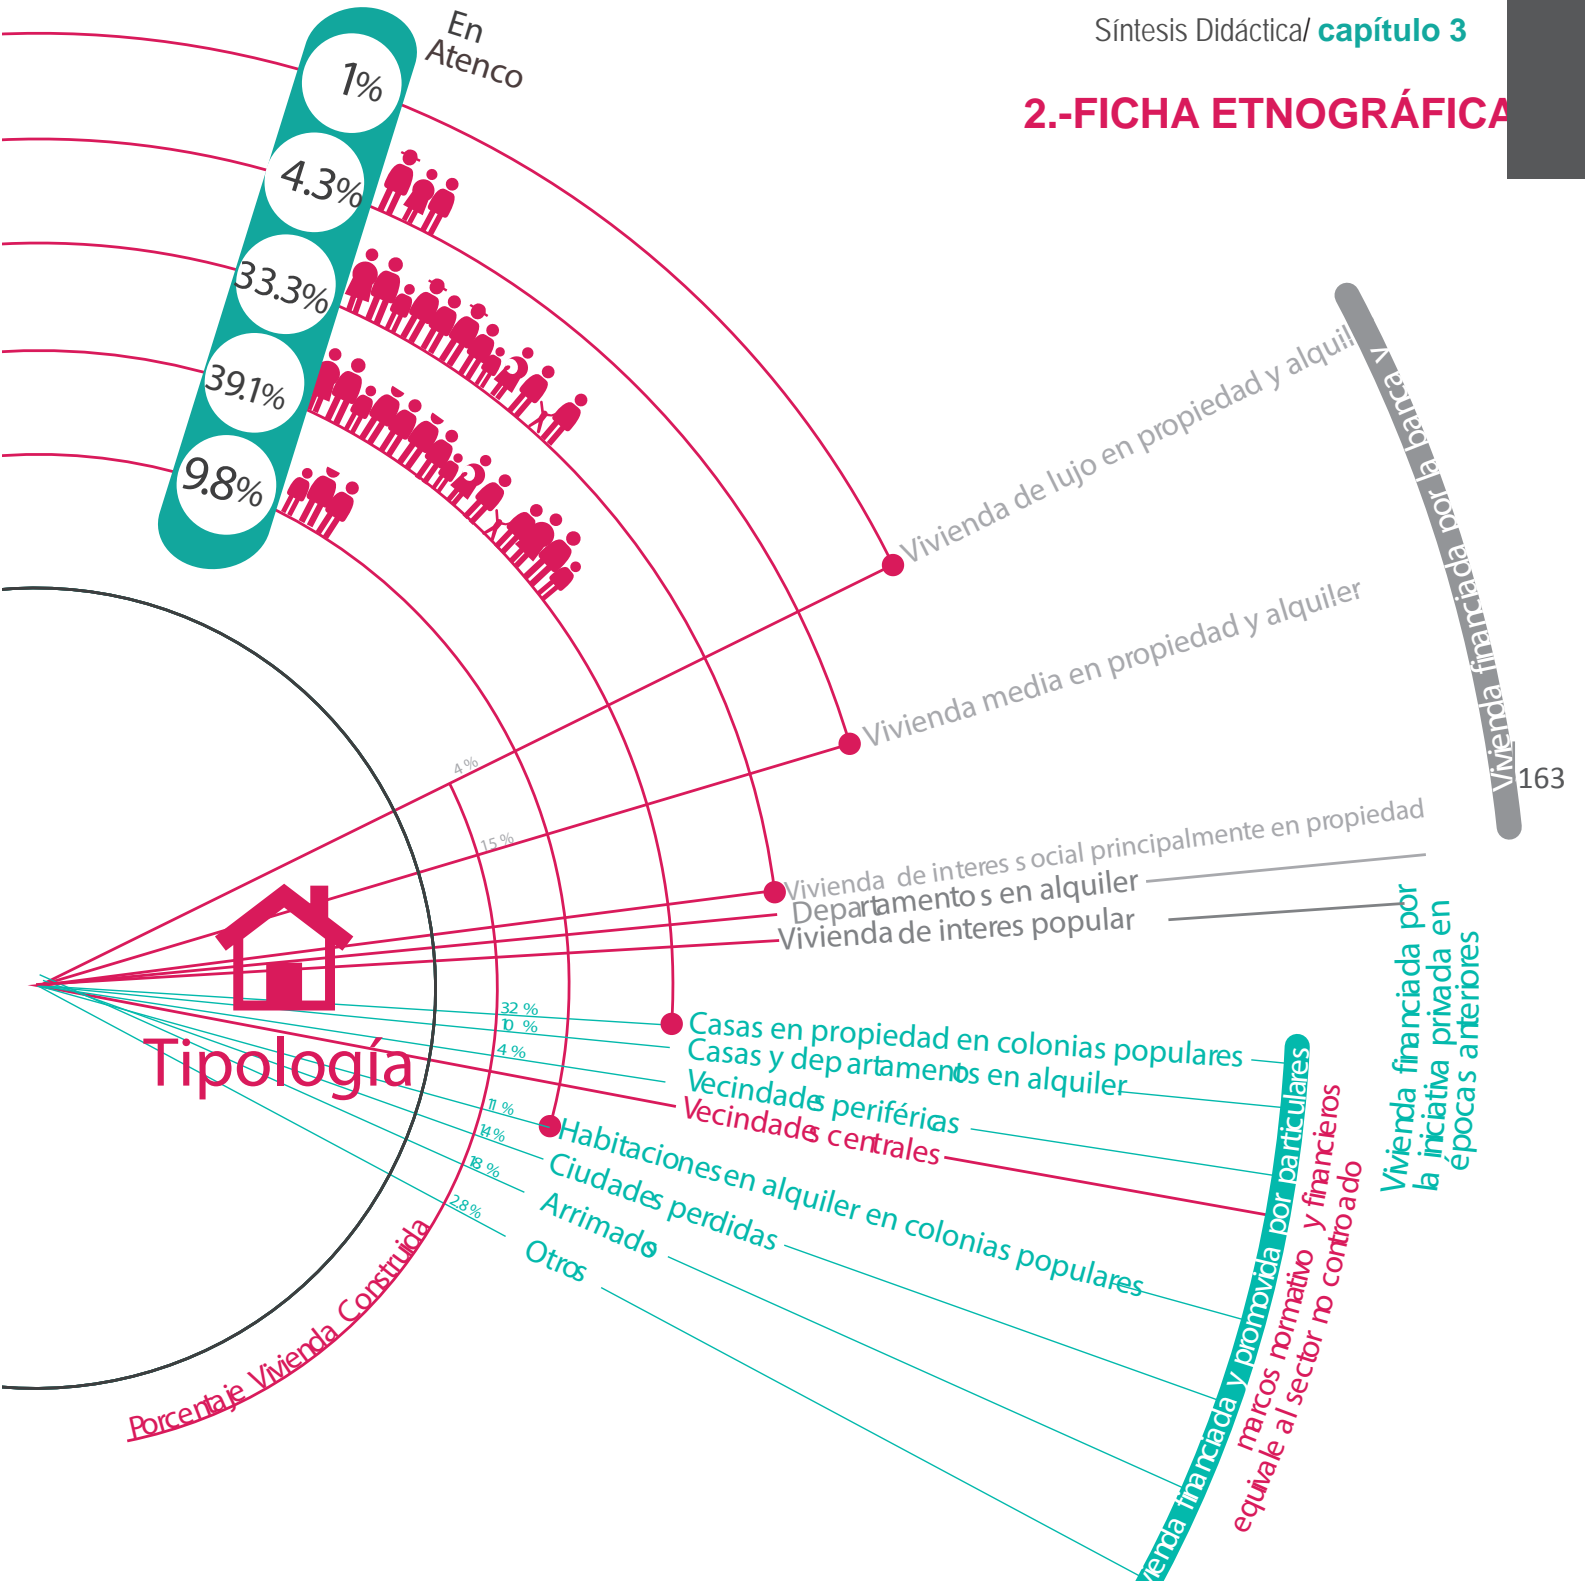 Síntesis Didáctica/ capítulo 3
2.-FICHA ETNOGRÁFICA
En
Atenco
1%
4.3%
33.3%
39.1%
9.8%
Vivienda de lujo en propiedad y alquil
Vivienda media en propiedad y alquiler
Vivienda de interes social principalmente en propiedad
Departamentos en alquiler
Vivienda de interes popular
Vivienda financiada por la banca y
163
4%
15%
32%
10 %
4%
11%
14%
18%
2.8%
Tipología
Casas en propiedad en colonias populares
Casas y departamentos en alquiler
Vecindades periféricas
Vecindades centrales
Habitaciones en alquiler en colonias populares
Ciudades perdidas
Arrimados
Otros
Porcentaje Vivienda Construida
Vivienda financiada por
la iniciativa privada en
épocas anteriores
ienda financiada y promovida por particulares
marcos normativo y financieros
equivale al sector no controado